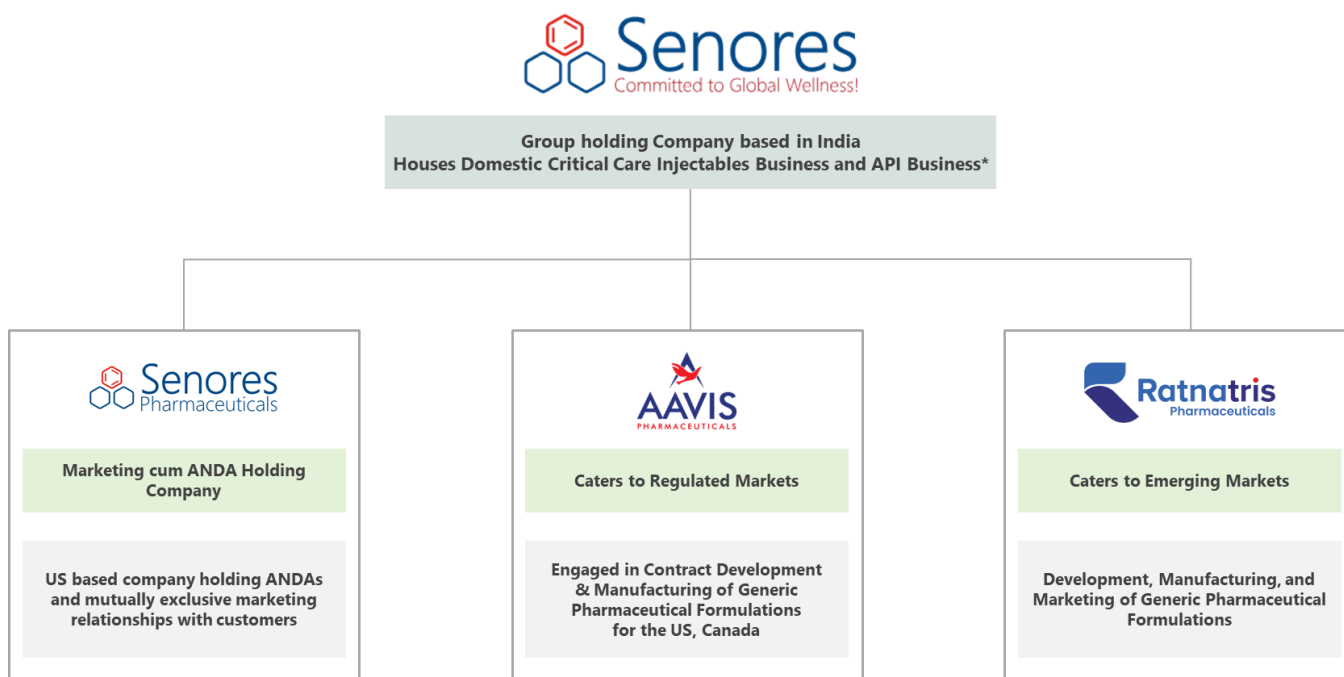 Senores
Committed to Global Wellness!
Group holding Company based in India
Houses Domestic Critical Care Injectables Business and API Business*
Senores
Pharmaceuticals
Marketing cum ANDA Holding
Company
US based company holding ANDAs
and mutually exclusive marketing
relationships with customers
AAVIS
PHARMACEUTICALS
Caters to Regulated Markets
Engaged in Contract Development
& Manufacturing of Generic
Pharmaceutical Formulations
for the US, Canada
Ratnatris
Pharmaceuticals
Caters to Emerging Markets
Development, Manufacturing, and
Marketing of Generic Pharmaceutical
Formulations